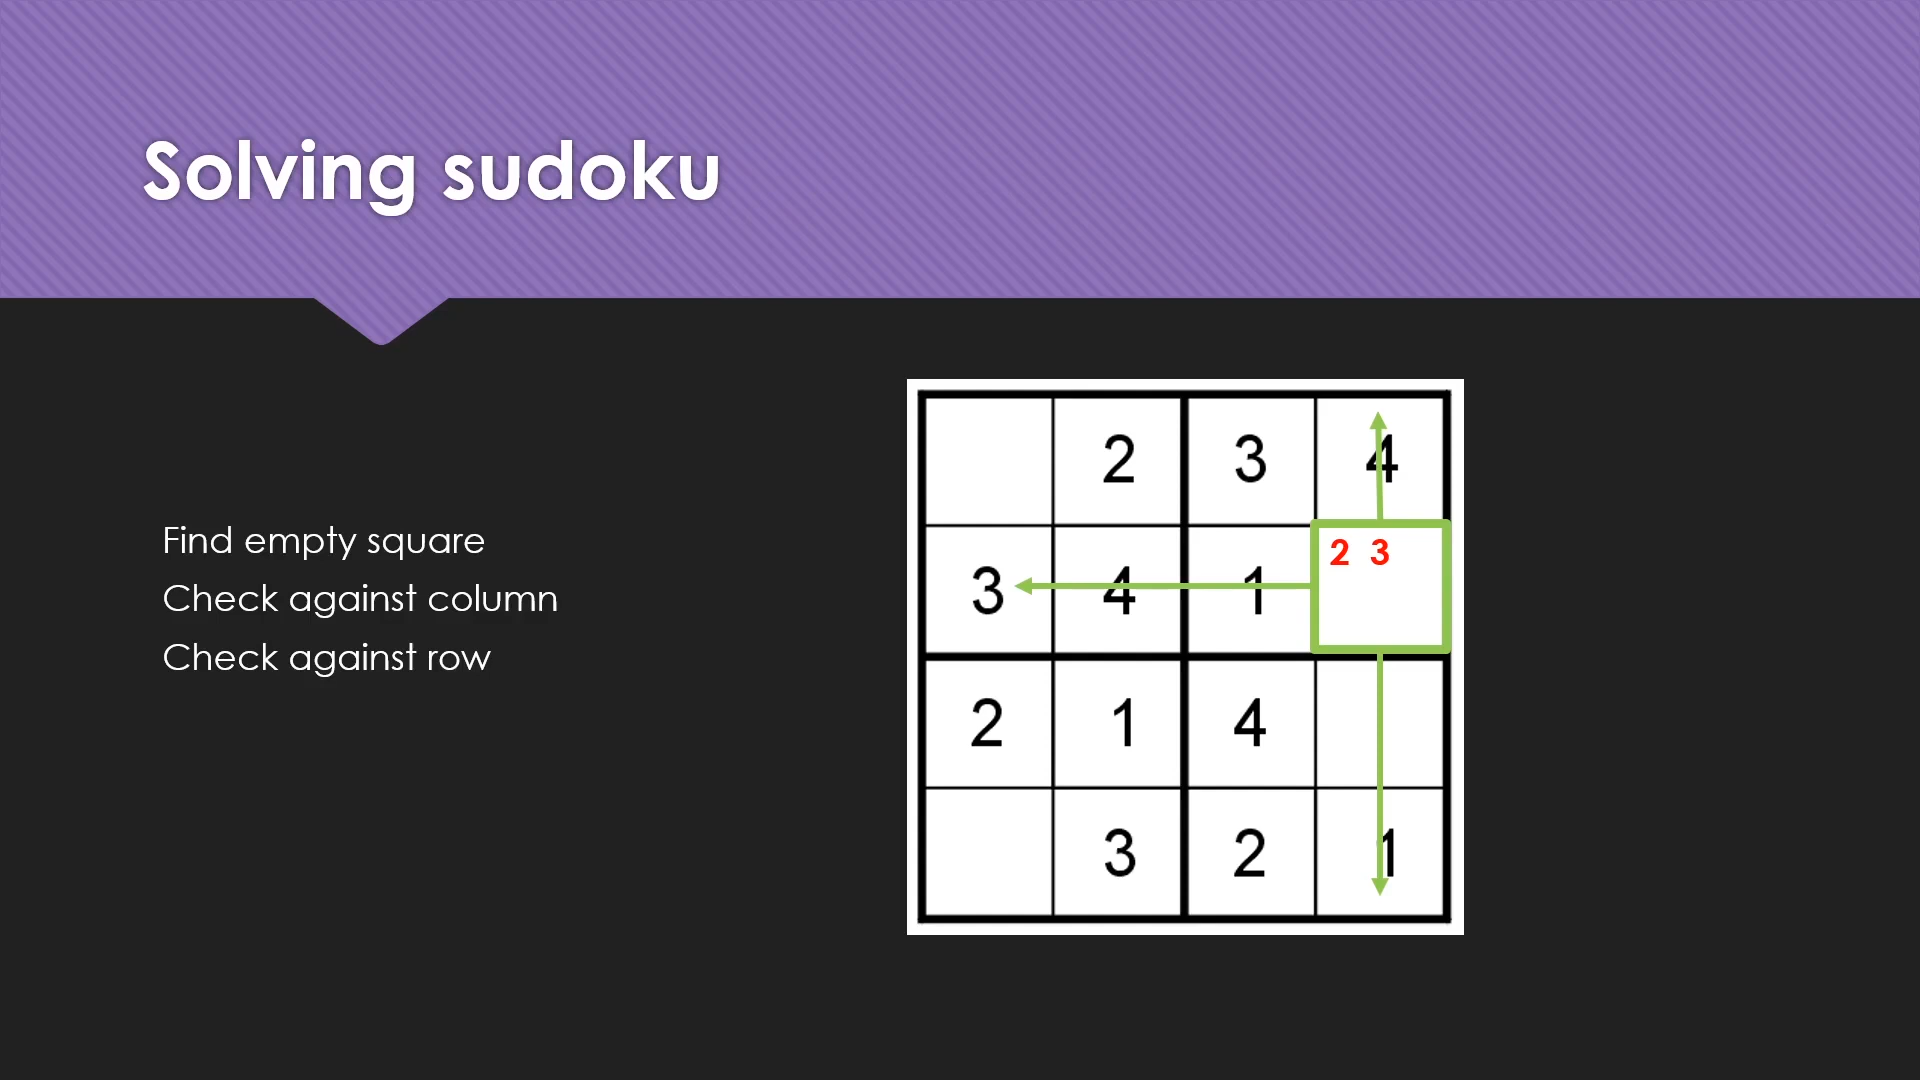 Solving sudoku
Find empty square
Check against column
Check against row
2 3 4
2 3
3 4 1
2 1 4
3 2 1